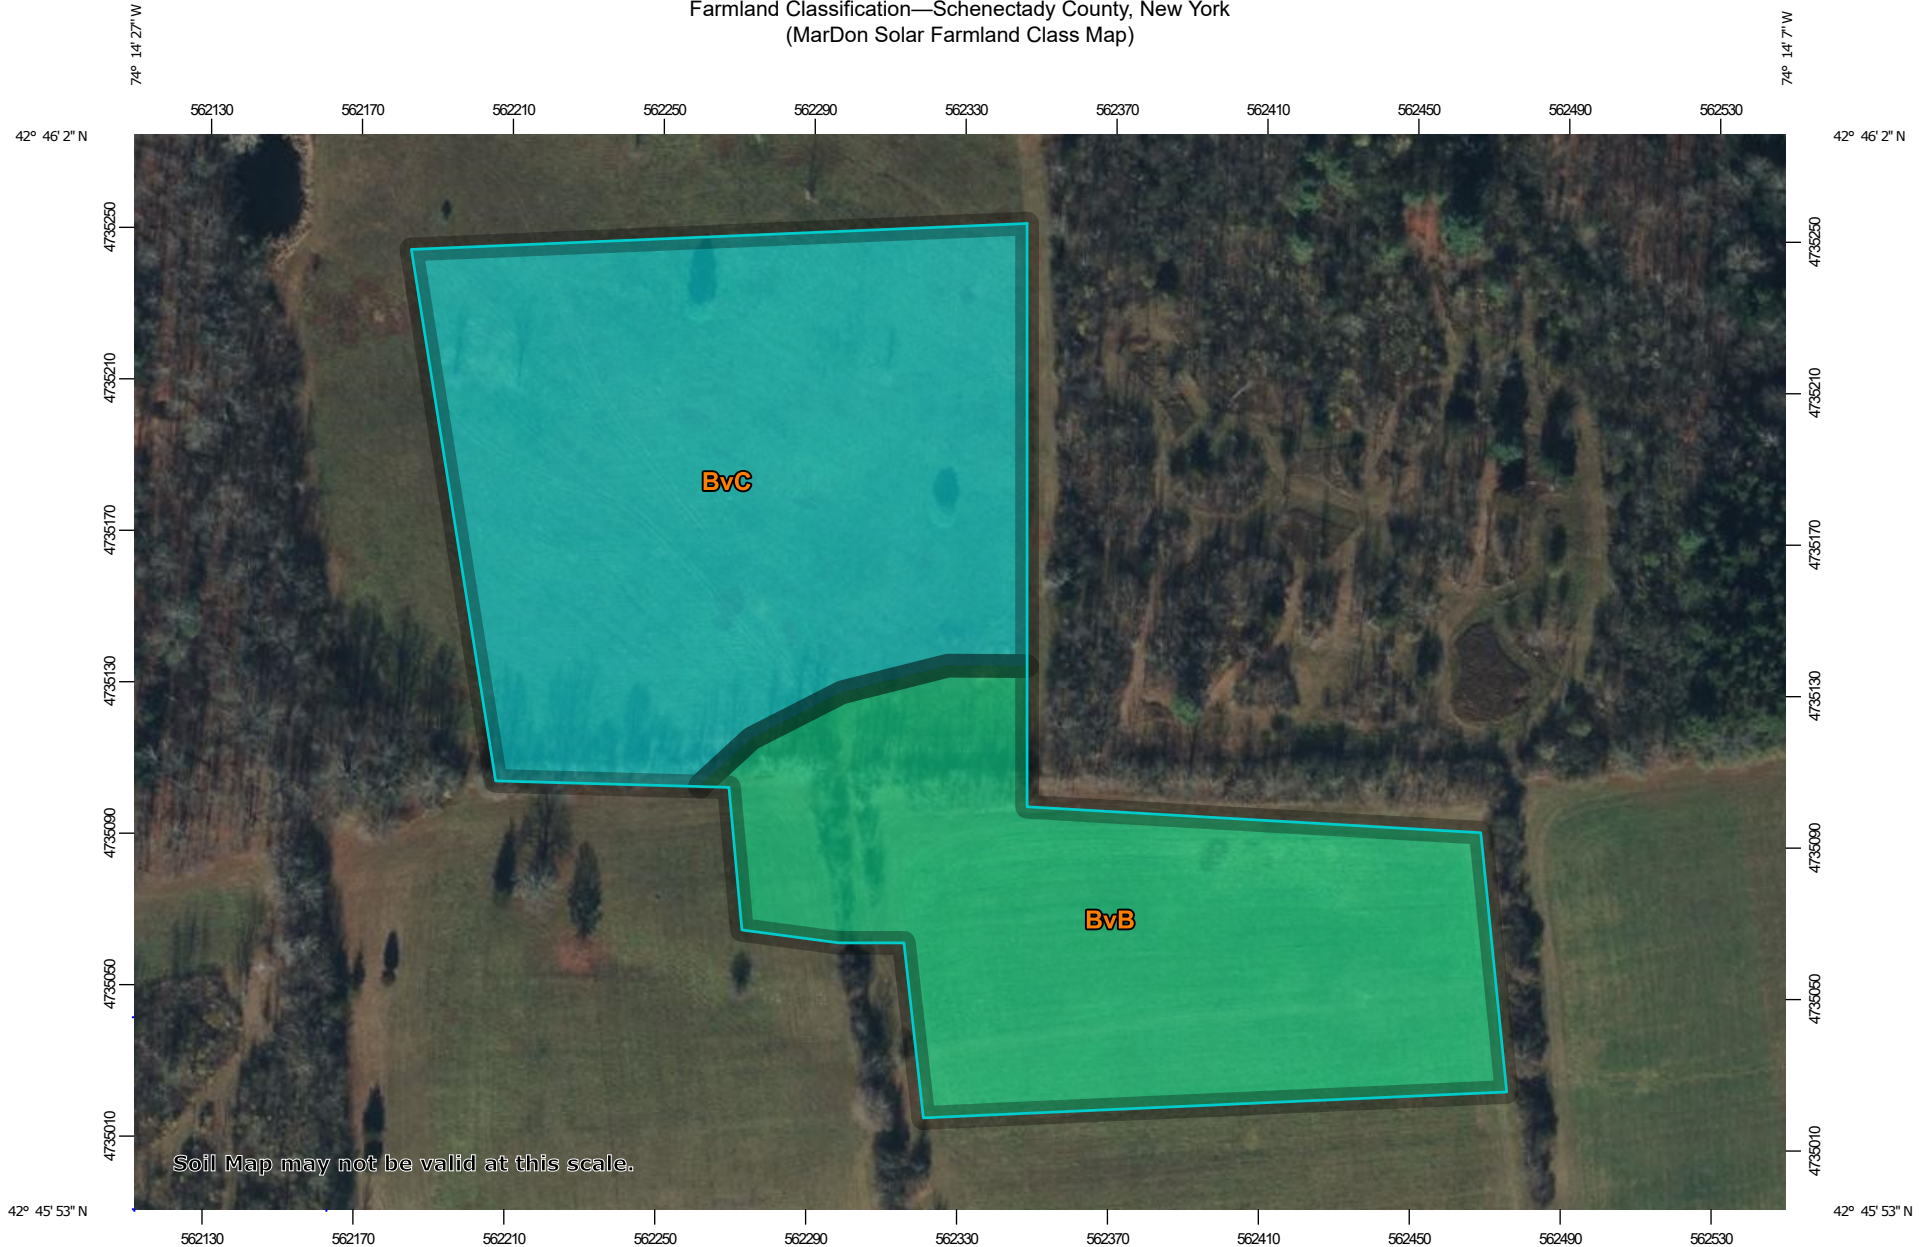 Farmland Classification—Schenectady County, New York
(MarDon Solar Farmland Class Map)
74° 14' 27'' W
74° 14' 7'' W
562130 562170 562210 562250 562290 562330 562370 562410 562450 562490 562530
42° 46' 2'' N
42° 46' 2'' N
4735250
4735250
4735210
4735210
BvC
4735170
4735170
4735130
4735130
4735090
4735090
BvB
4735050
4735050
4735010
4735010
Soil Map may not be valid at this scale.
42° 45' 53'' N
42° 45' 53'' N
562130 562170 562210 562250 562290 562330 562370 562410 562450 562490 562530